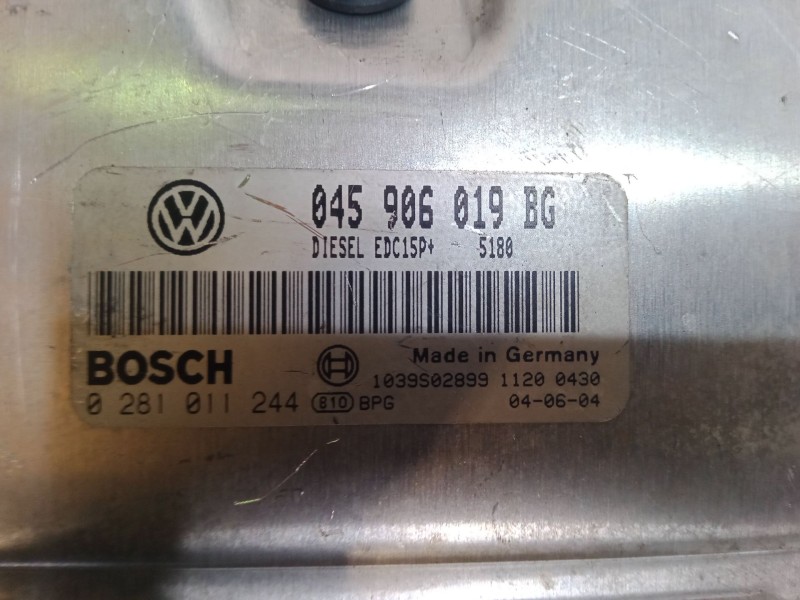 045 906 019 BG
DIESEL EDC15P+ 5180
BOSCH
Made in Germany
1039S02899 1120 0430
0 281 011 244 810 BPG 04-06-04